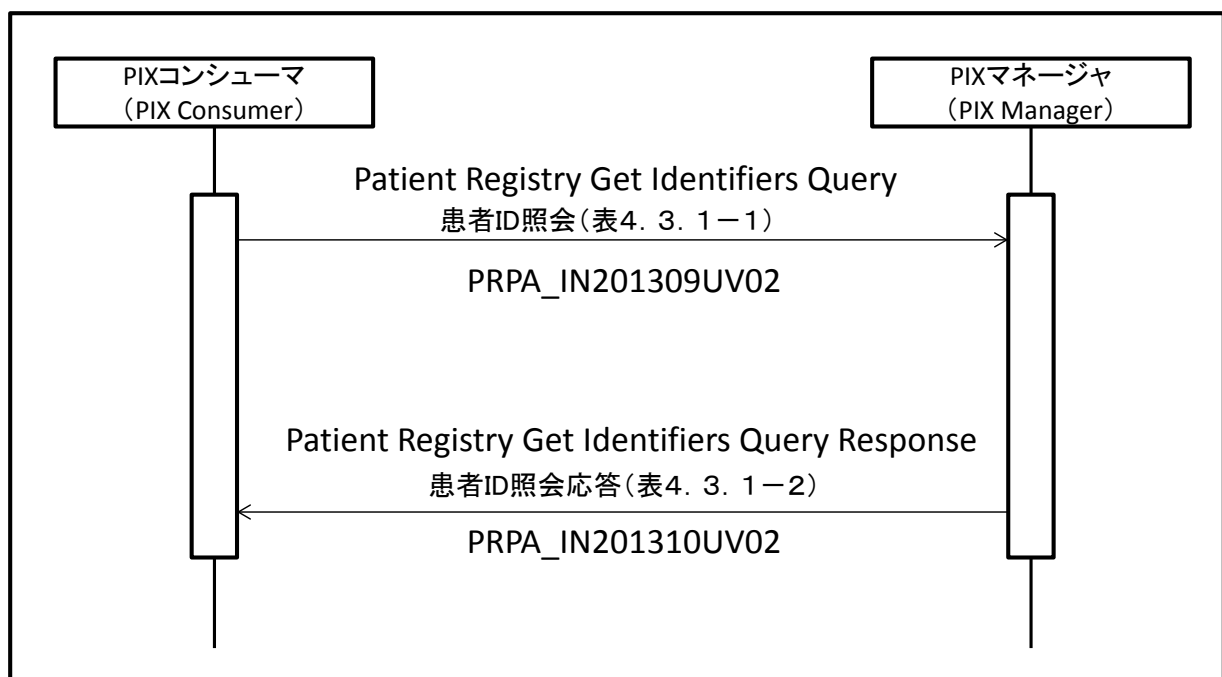 PIXコンシューマ
（PIX Consumer）
PIXマネージャ
（PIX Manager）
Patient Registry Get Identifiers Query
患者ID照会（表４．３．１－１）
PRPA_IN201309UV02
Patient Registry Get Identifiers Query Response
患者ID照会応答（表４．３．１－２）
PRPA_IN201310UV02